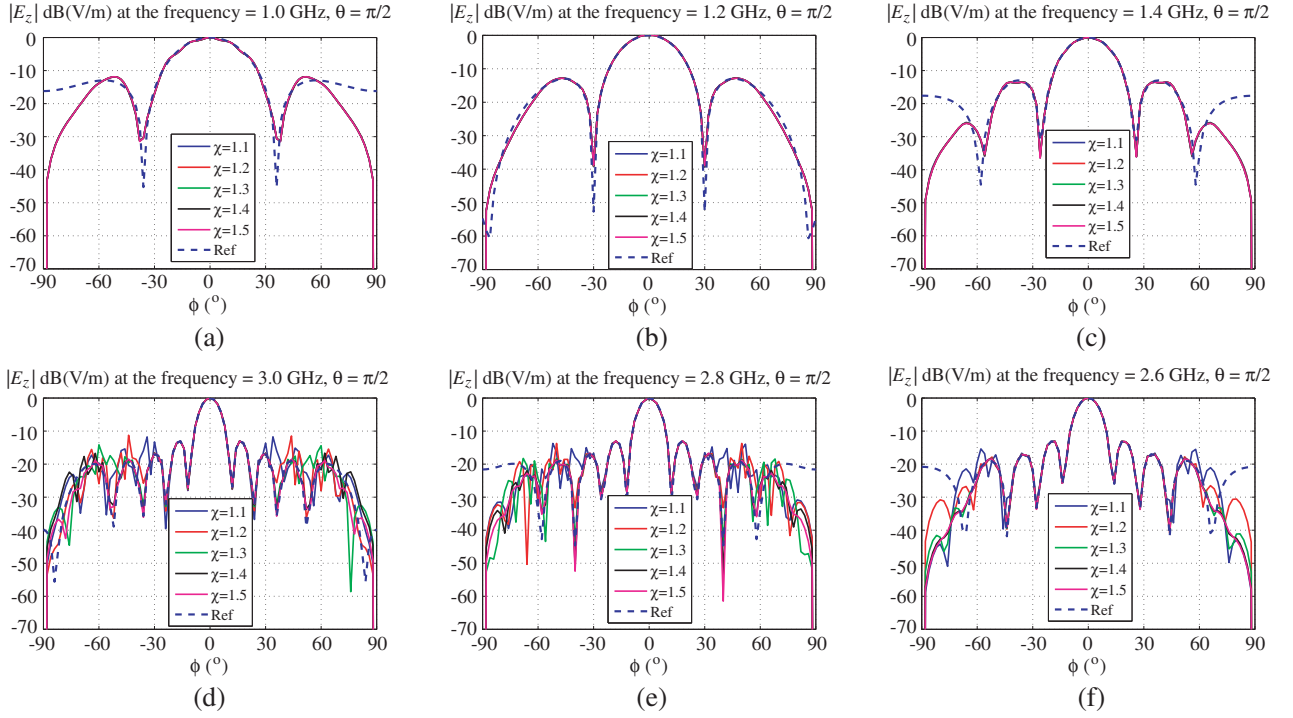 |E_z| dB(V/m) at the frequency = 1.0 GHz, θ = π/2
0
-10
-20
-30
-40
-50
-60
-70
χ=1.1
χ=1.2
χ=1.3
χ=1.4
χ=1.5
Ref
-90 -60 -30 0 30 60 90
ϕ (°)
(a)
|E_z| dB(V/m) at the frequency = 1.2 GHz, θ = π/2
0
-10
-20
-30
-40
-50
-60
-70
χ=1.1
χ=1.2
χ=1.3
χ=1.4
χ=1.5
Ref
-90 -60 -30 0 30 60 90
ϕ (°)
(b)
|E_z| dB(V/m) at the frequency = 1.4 GHz, θ = π/2
0
-10
-20
-30
-40
-50
-60
-70
χ=1.1
χ=1.2
χ=1.3
χ=1.4
χ=1.5
Ref
-90 -60 -30 0 30 60 90
ϕ (°)
(c)
|E_z| dB(V/m) at the frequency = 3.0 GHz, θ = π/2
0
-10
-20
-30
-40
-50
-60
-70
χ=1.1
χ=1.2
χ=1.3
χ=1.4
χ=1.5
Ref
-90 -60 -30 0 30 60 90
ϕ (°)
(d)
|E_z| dB(V/m) at the frequency = 2.8 GHz, θ = π/2
0
-10
-20
-30
-40
-50
-60
-70
χ=1.1
χ=1.2
χ=1.3
χ=1.4
χ=1.5
Ref
-90 -60 -30 0 30 60 90
ϕ (°)
(e)
|E_z| dB(V/m) at the frequency = 2.6 GHz, θ = π/2
0
-10
-20
-30
-40
-50
-60
-70
χ=1.1
χ=1.2
χ=1.3
χ=1.4
χ=1.5
Ref
-90 -60 -30 0 30 60 90
ϕ (°)
(f)